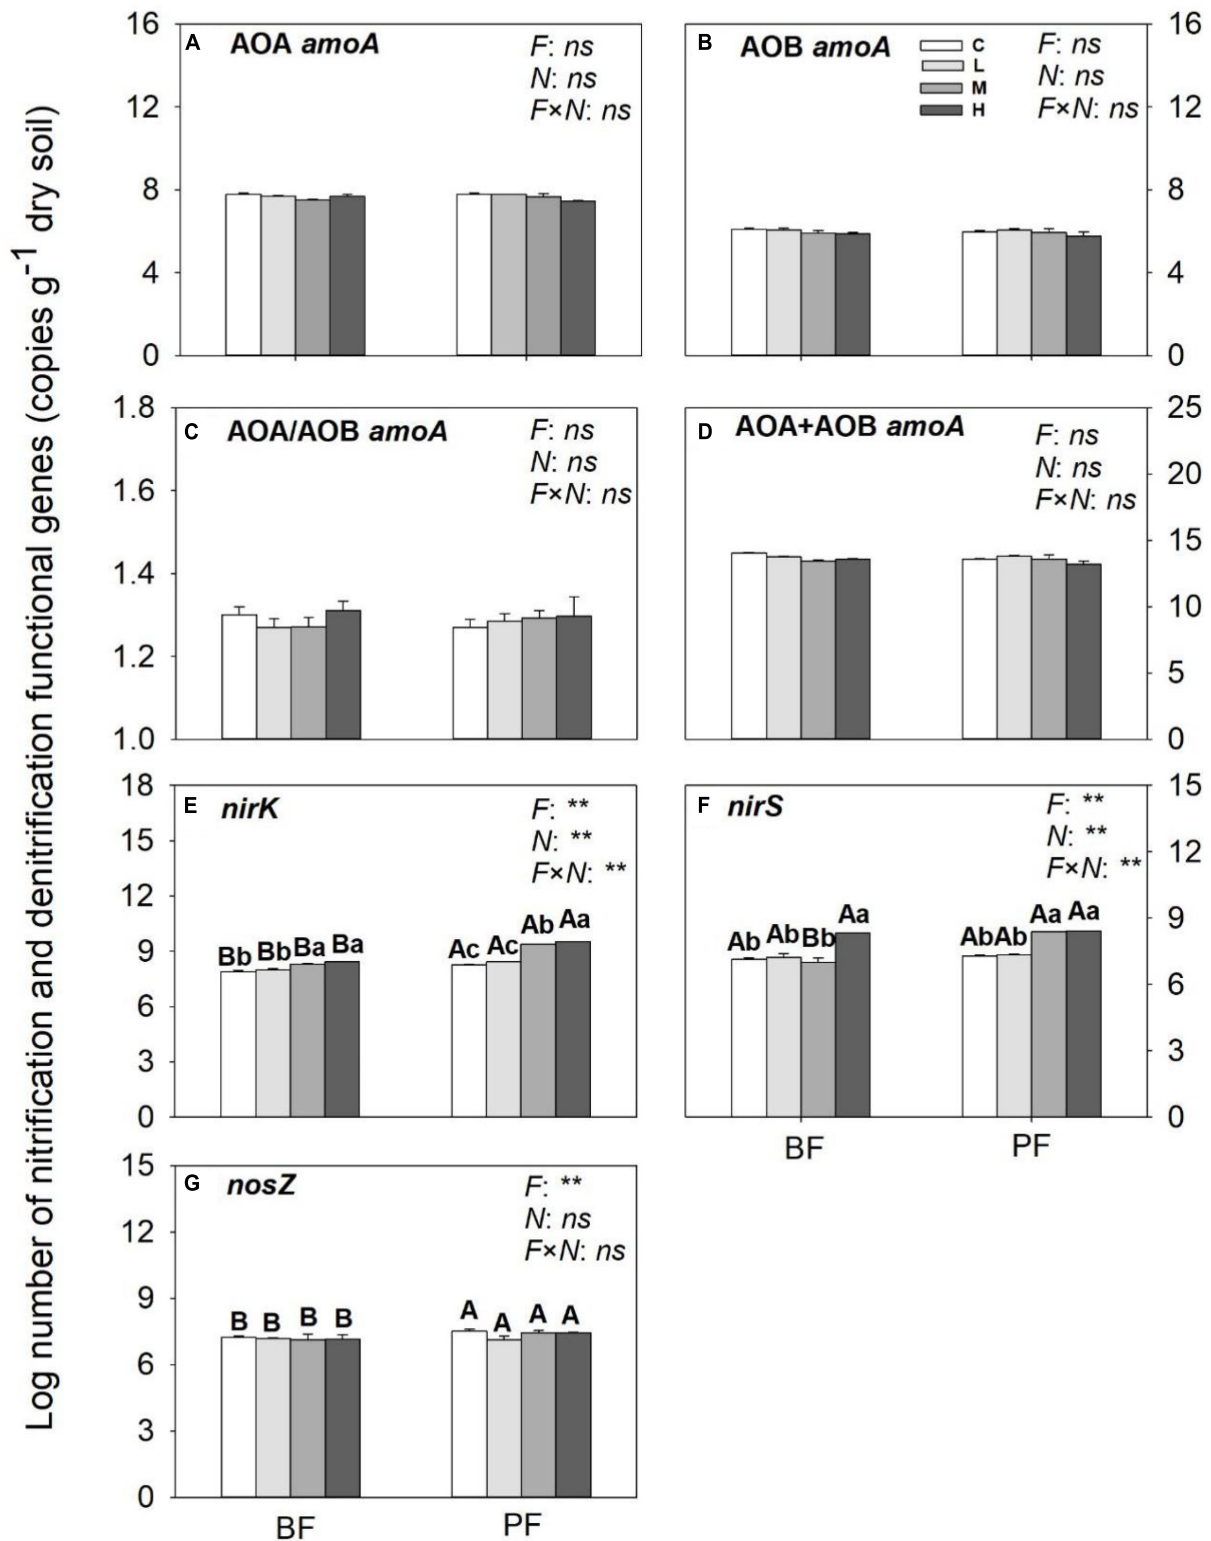 Log number of nitrification and denitrification functional genes (copies g-1 dry soil)
A AOA amoA
F: ns
N: ns
F×N: ns
16
12
8
4
0
B AOB amoA
C
L
M
H
F: ns
N: ns
F×N: ns
16
12
8
4
0
C AOA/AOB amoA
F: ns
N: ns
F×N: ns
1.8
1.6
1.4
1.2
1.0
D AOA+AOB amoA
F: ns
N: ns
F×N: ns
25
20
15
10
5
0
E nirK
F: **
N: **
F×N: **
18
15
12
9
6
3
0
Bb Bb Ba Ba Ac Ac Ab Aa
F nirS
F: **
N: **
F×N: **
15
12
9
6
3
0
Ab Ab Bb Aa Ab Ab Aa Aa
BF PF
G nosZ
F: **
N: ns
F×N: ns
15
12
9
6
3
0
B B B B A A A A
BF PF